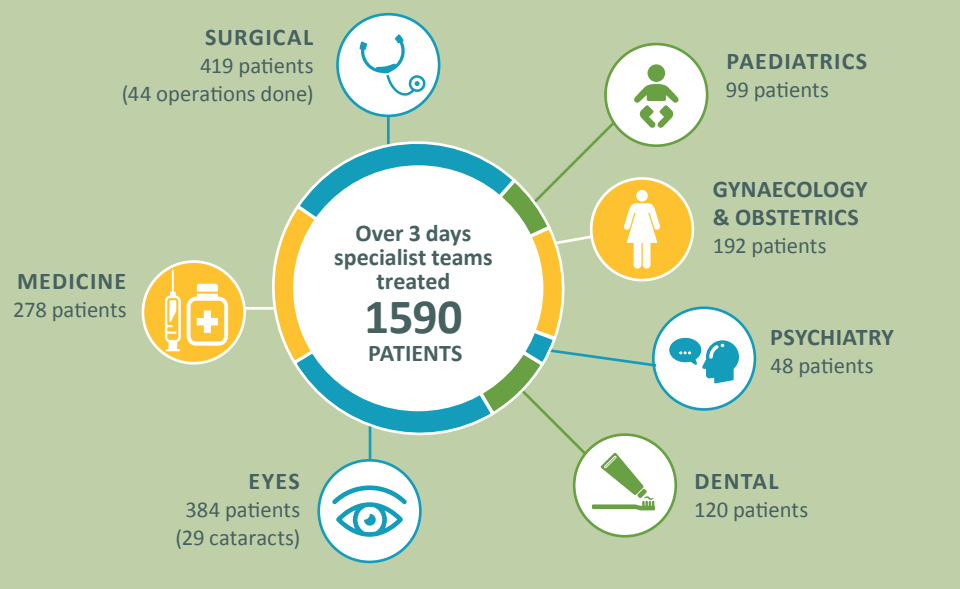 SURGICAL
419 patients
(44 operations done)
PAEDIATRICS
99 patients
GYNAECOLOGY
& OBSTETRICS
192 patients
Over 3 days
specialist teams
treated
1590
PATIENTS
MEDICINE
278 patients
PSYCHIATRY
48 patients
EYES
384 patients
(29 cataracts)
DENTAL
120 patients